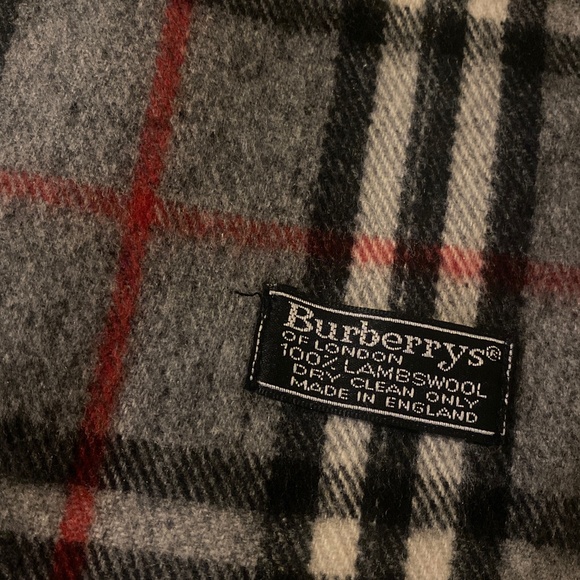 Burberrys®
OF LONDON
100% LAMBSWOOL
DRY CLEAN ONLY
MADE IN ENGLAND